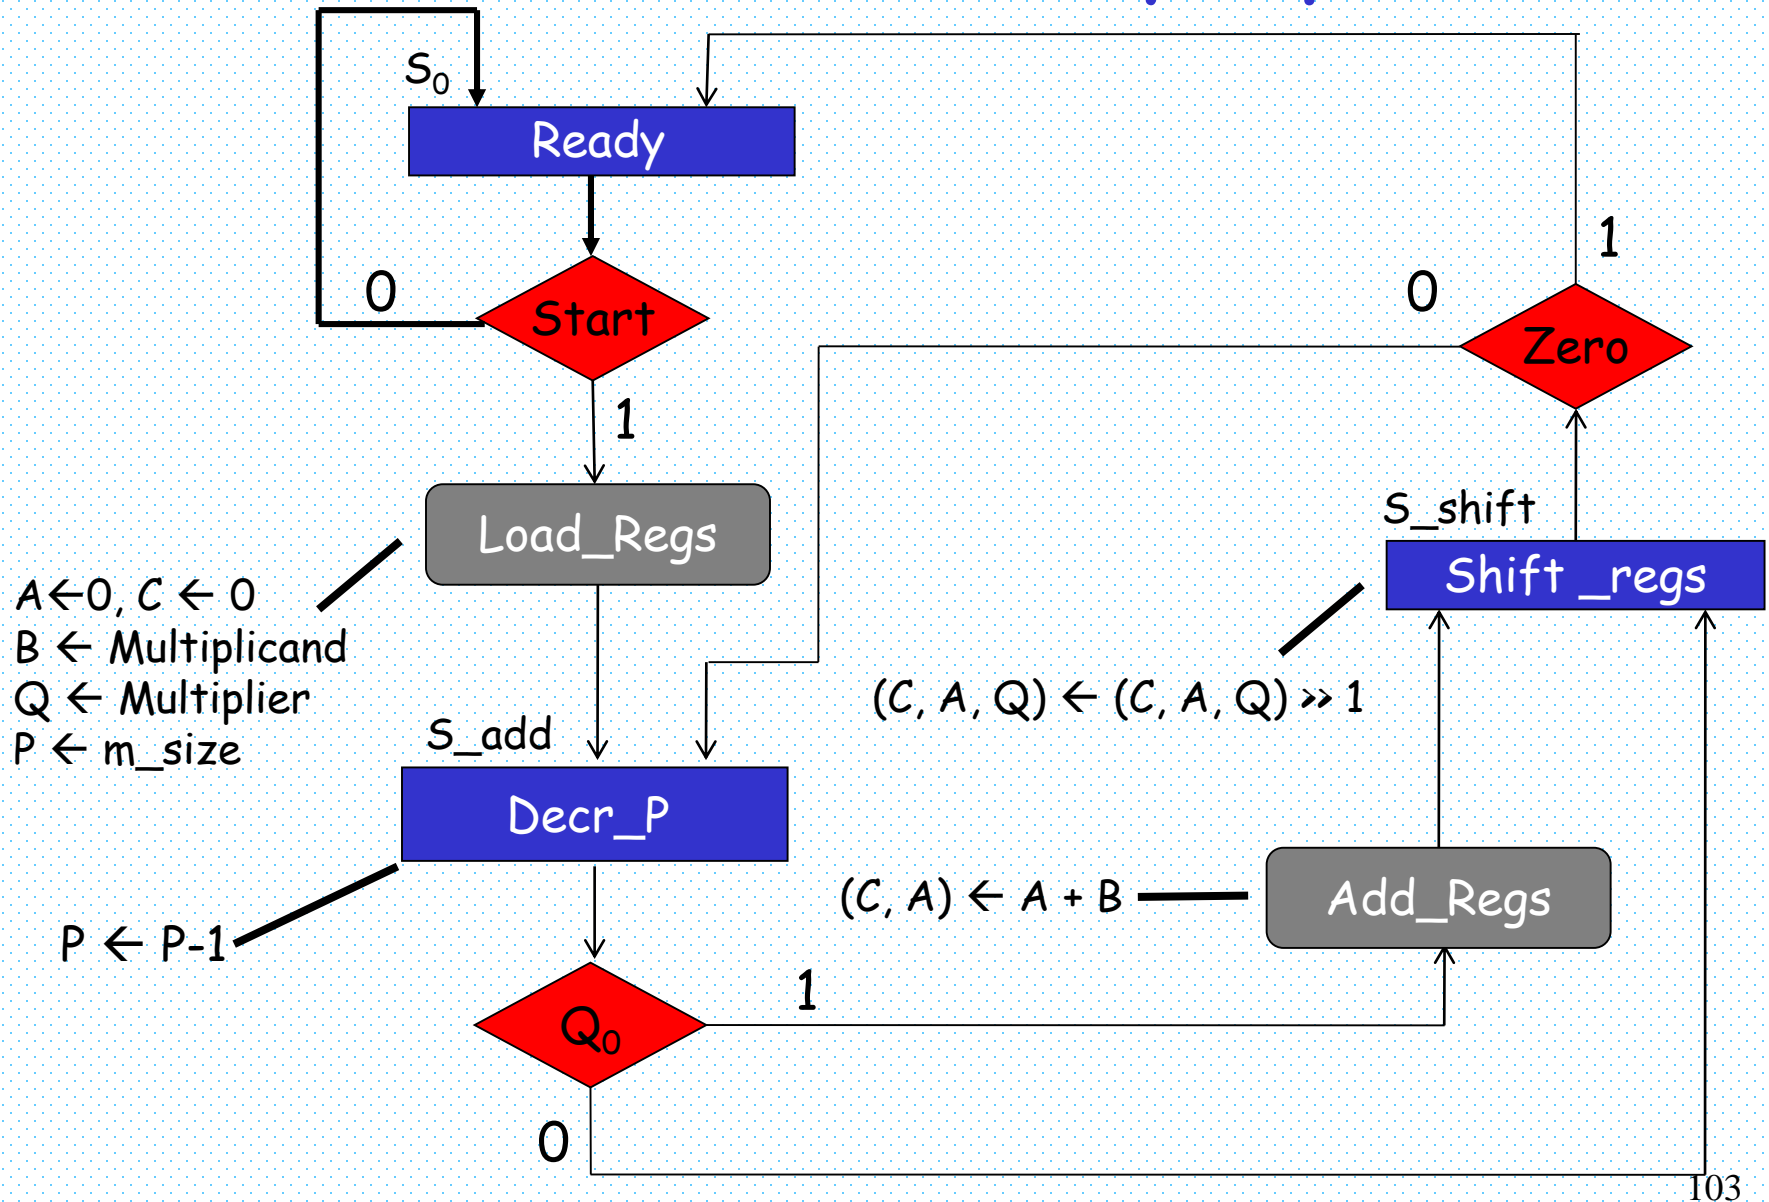 S₀
Ready
0
Start
1
0
1
Zero
Load_Regs
A←0, C ← 0
B ← Multiplicand
Q ← Multiplier
P ← m_size
S_shift
Shift _regs
(C, A, Q) ← (C, A, Q) >> 1
S_add
Decr_P
P ← P-1
(C, A) ← A + B
Add_Regs
Q₀
1
0
103